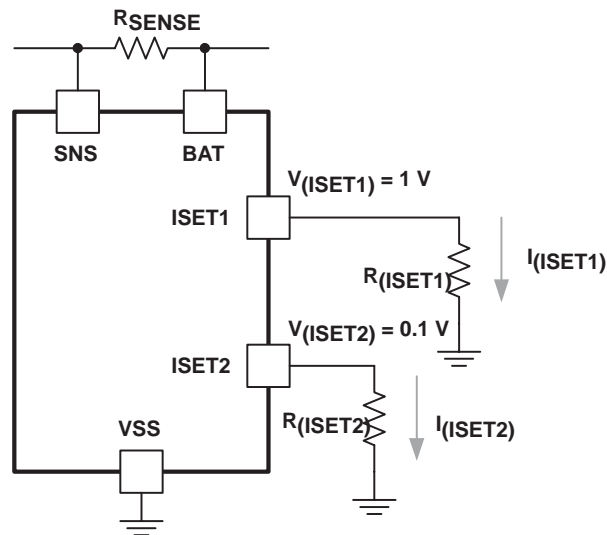 RSENSE
SNS
BAT
V(ISET1) = 1 V
ISET1
I(ISET1)
R(ISET1)
V(ISET2) = 0.1 V
ISET2
VSS
R(ISET2)
I(ISET2)